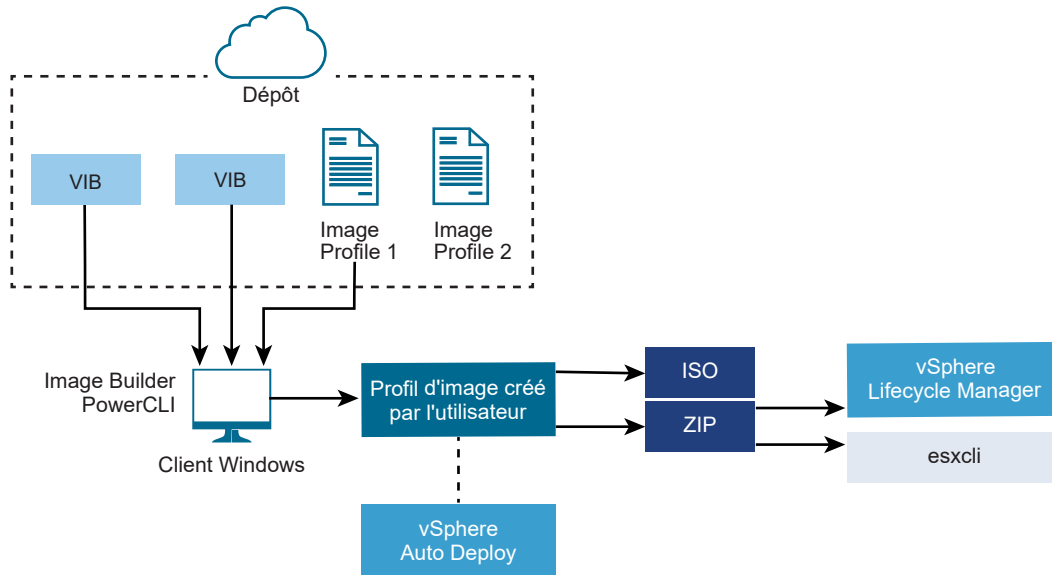 Dépôt
VIB
VIB
Image
Profile 1
Image
Profile 2
Image Builder
PowerCLI
Client Windows
Profil d'image créé
par l'utilisateur
ISO
ZIP
vSphere
Lifecycle Manager
esxcli
vSphere
Auto Deploy